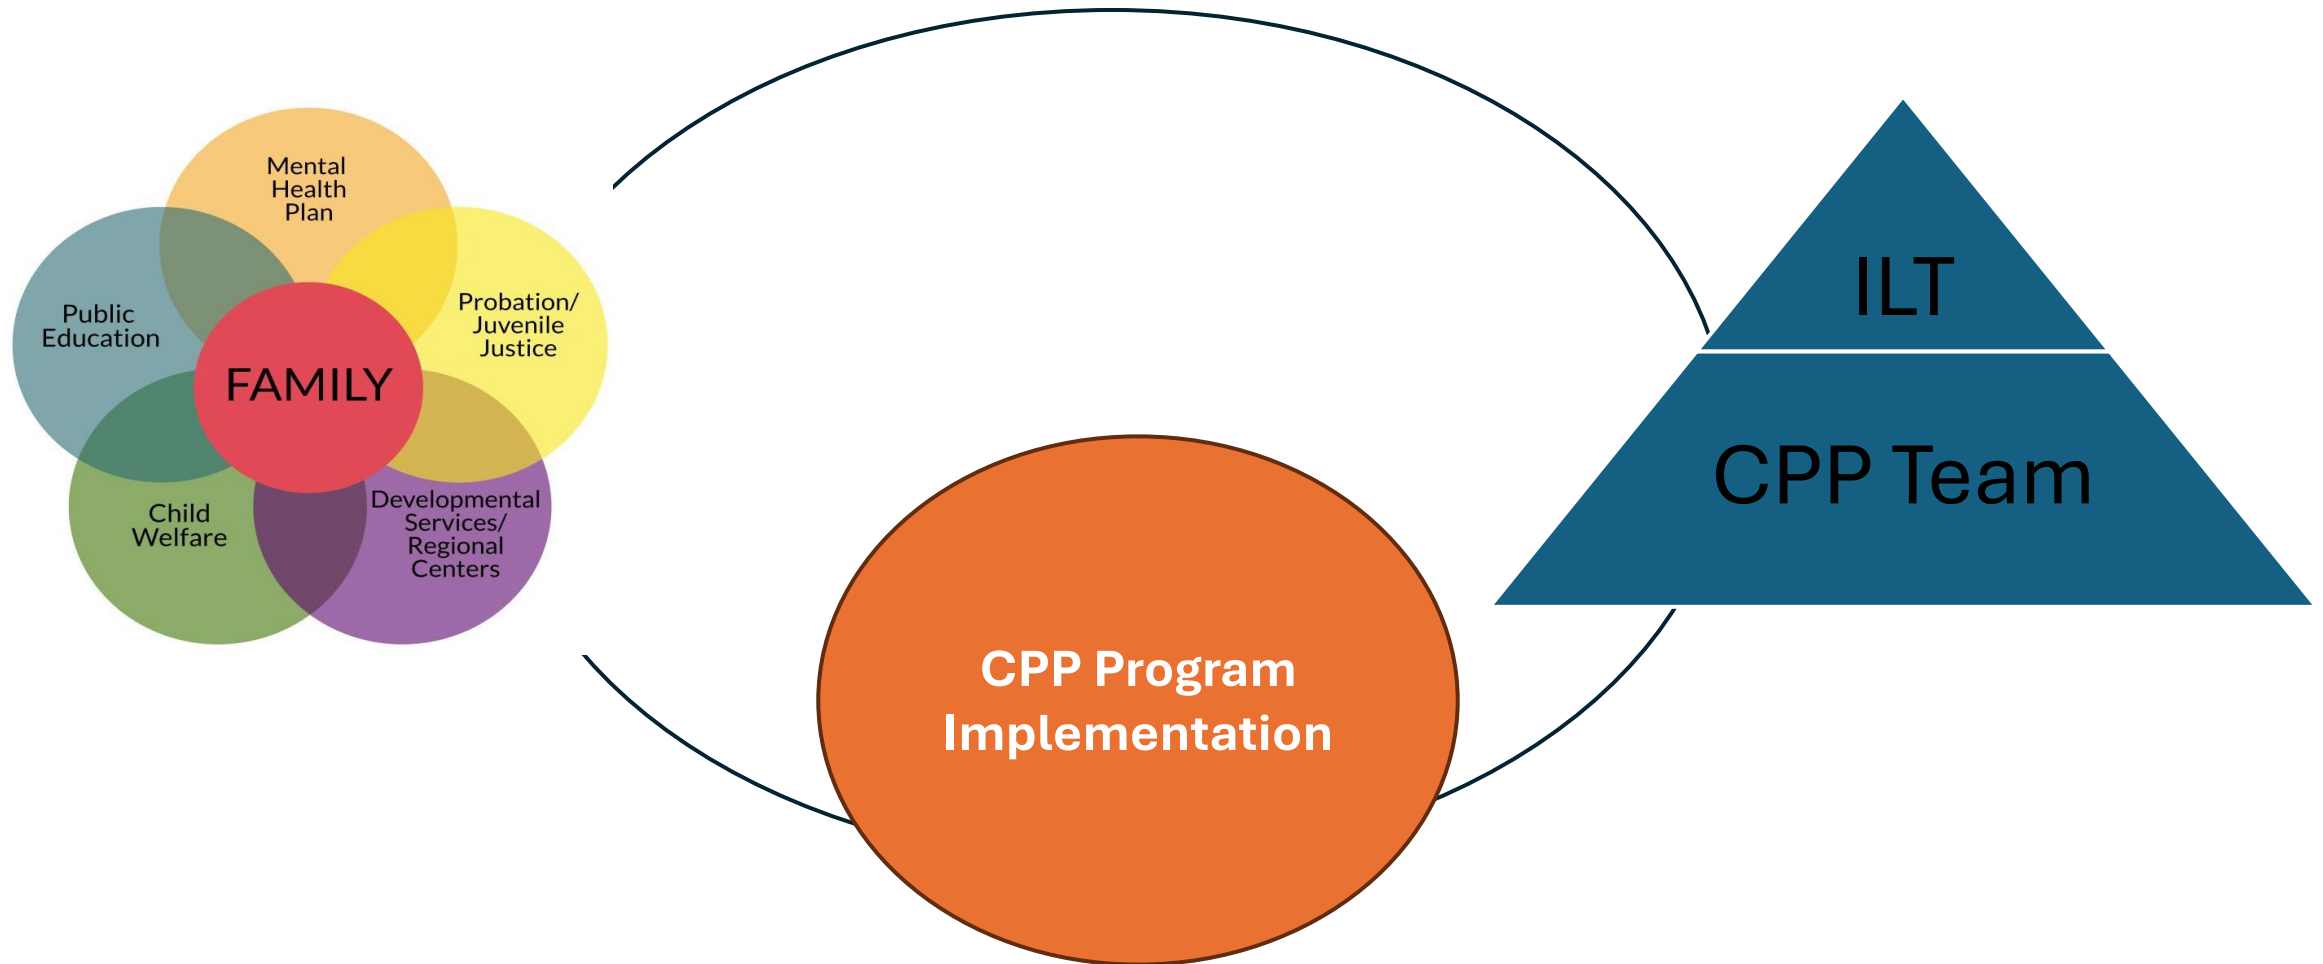 Mental
Health
Plan
Public
Education
Probation/
Juvenile
Justice
FAMILY
Child
Welfare
Developmental
Services/
Regional
Centers
CPP Program
Implementation
ILT
CPP Team